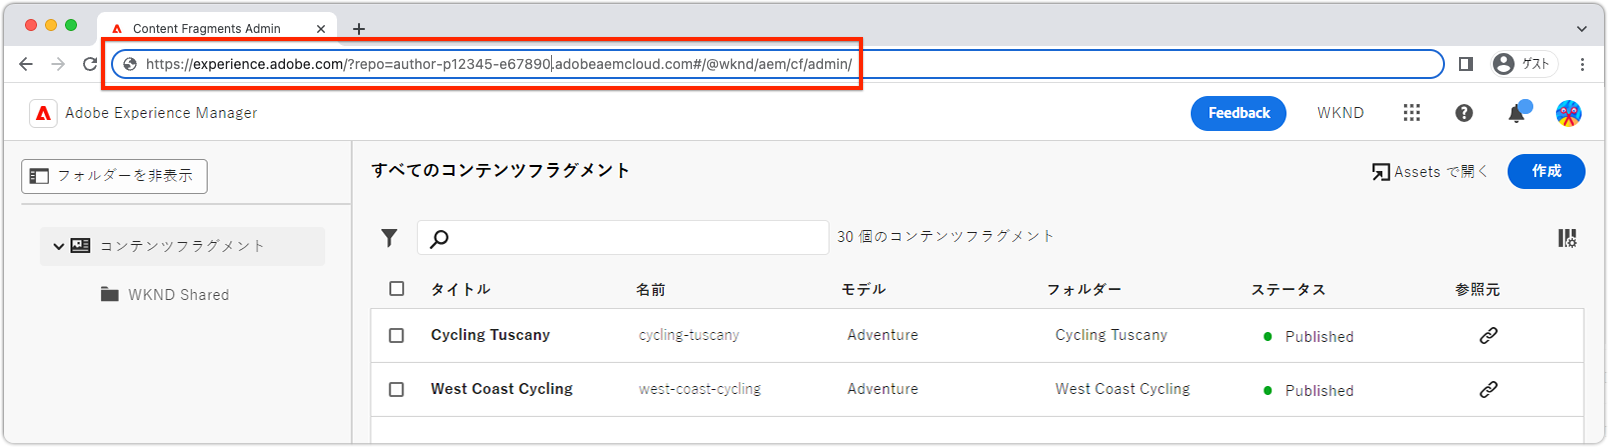 Content Fragments Admin
https://experience.adobe.com/?repo=author-p12345-e67890.adobeaemcloud.com#/@wknd/aem/cf/admin/
ゲスト
Adobe Experience Manager
Feedback
WKND
フォルダーを非表示
すべてのコンテンツフラグメント
Assets で開く
作成
コンテンツフラグメント
30 個のコンテンツフラグメント
WKND Shared
タイトル 名前 モデル フォルダー ステータス 参照元
Cycling Tuscany cycling-tuscany Adventure Cycling Tuscany Published
West Coast Cycling west-coast-cycling Adventure West Coast Cycling Published